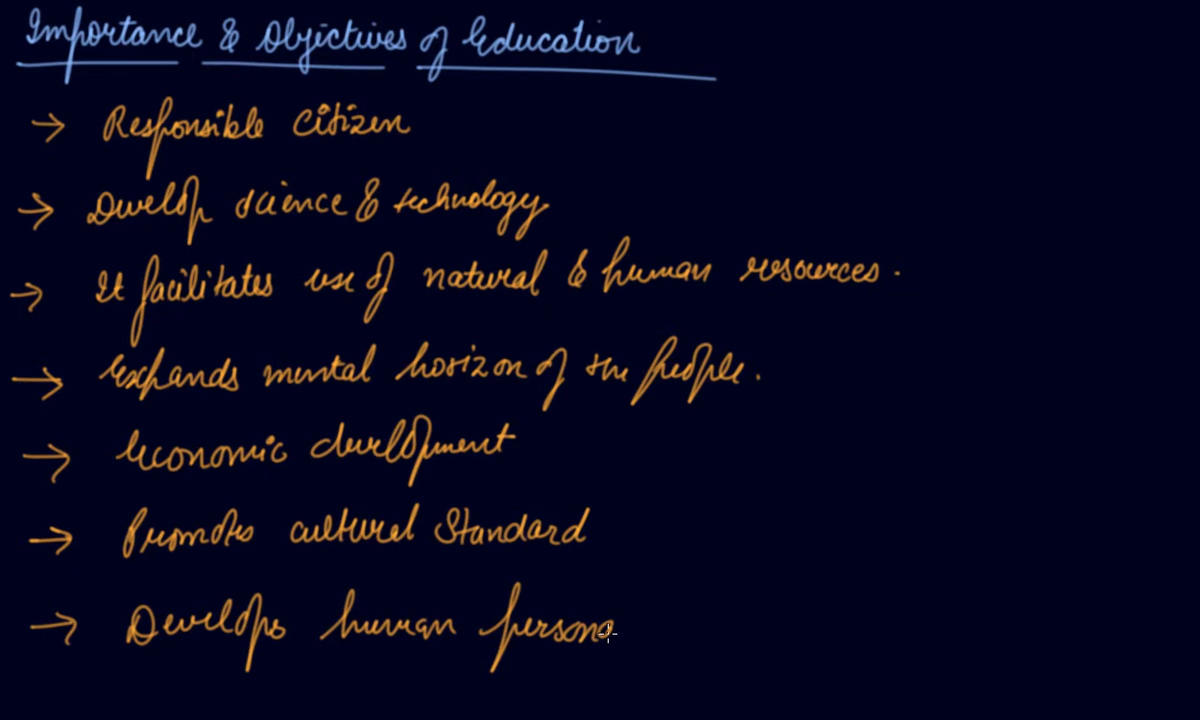 Importance & Objectives of Education
→ Responsible citizen
→ Develop science & technology
→ It facilitates use of natural & human resources.
→ Expands mental horizon of the people.
→ Economic development
→ Promotes cultural Standard
→ Develops human persona